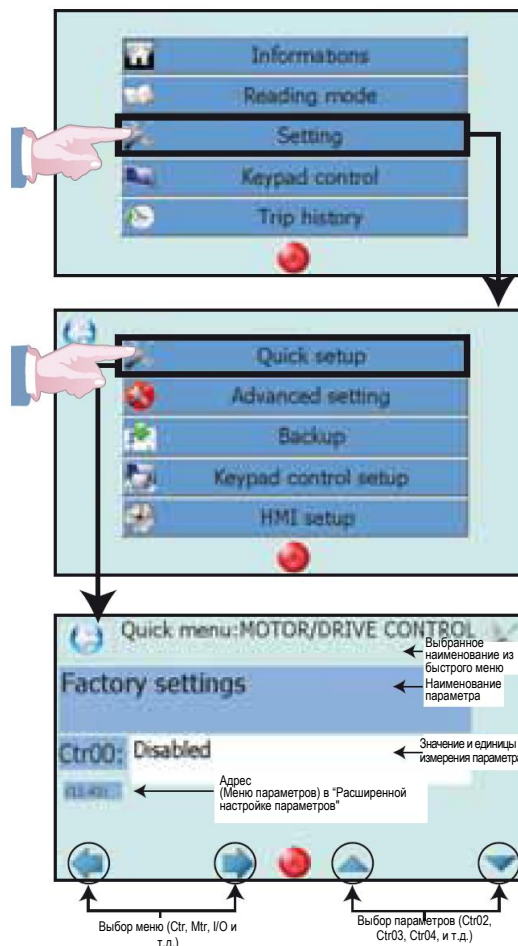 Informations
Reading mode
Setting
Keypad control
Trip history
Quick setup
Advanced setting
Backup
Keypad control setup
HMI setup
Quick menu:MOTOR/DRIVE CONTROL
Выбранное
наименование из
быстрого меню
Factory settings
Наименование
параметра
Ctr00: Disabled
Значение и единицы
измерения параметра
Адрес
(Меню параметров) в "Расширенной
настройке параметров"
Выбор меню (Ctr, Mtr, I/O и
т.д.)
Выбор параметров (Ctr02,
Ctr03, Ctr04, и т.д.)